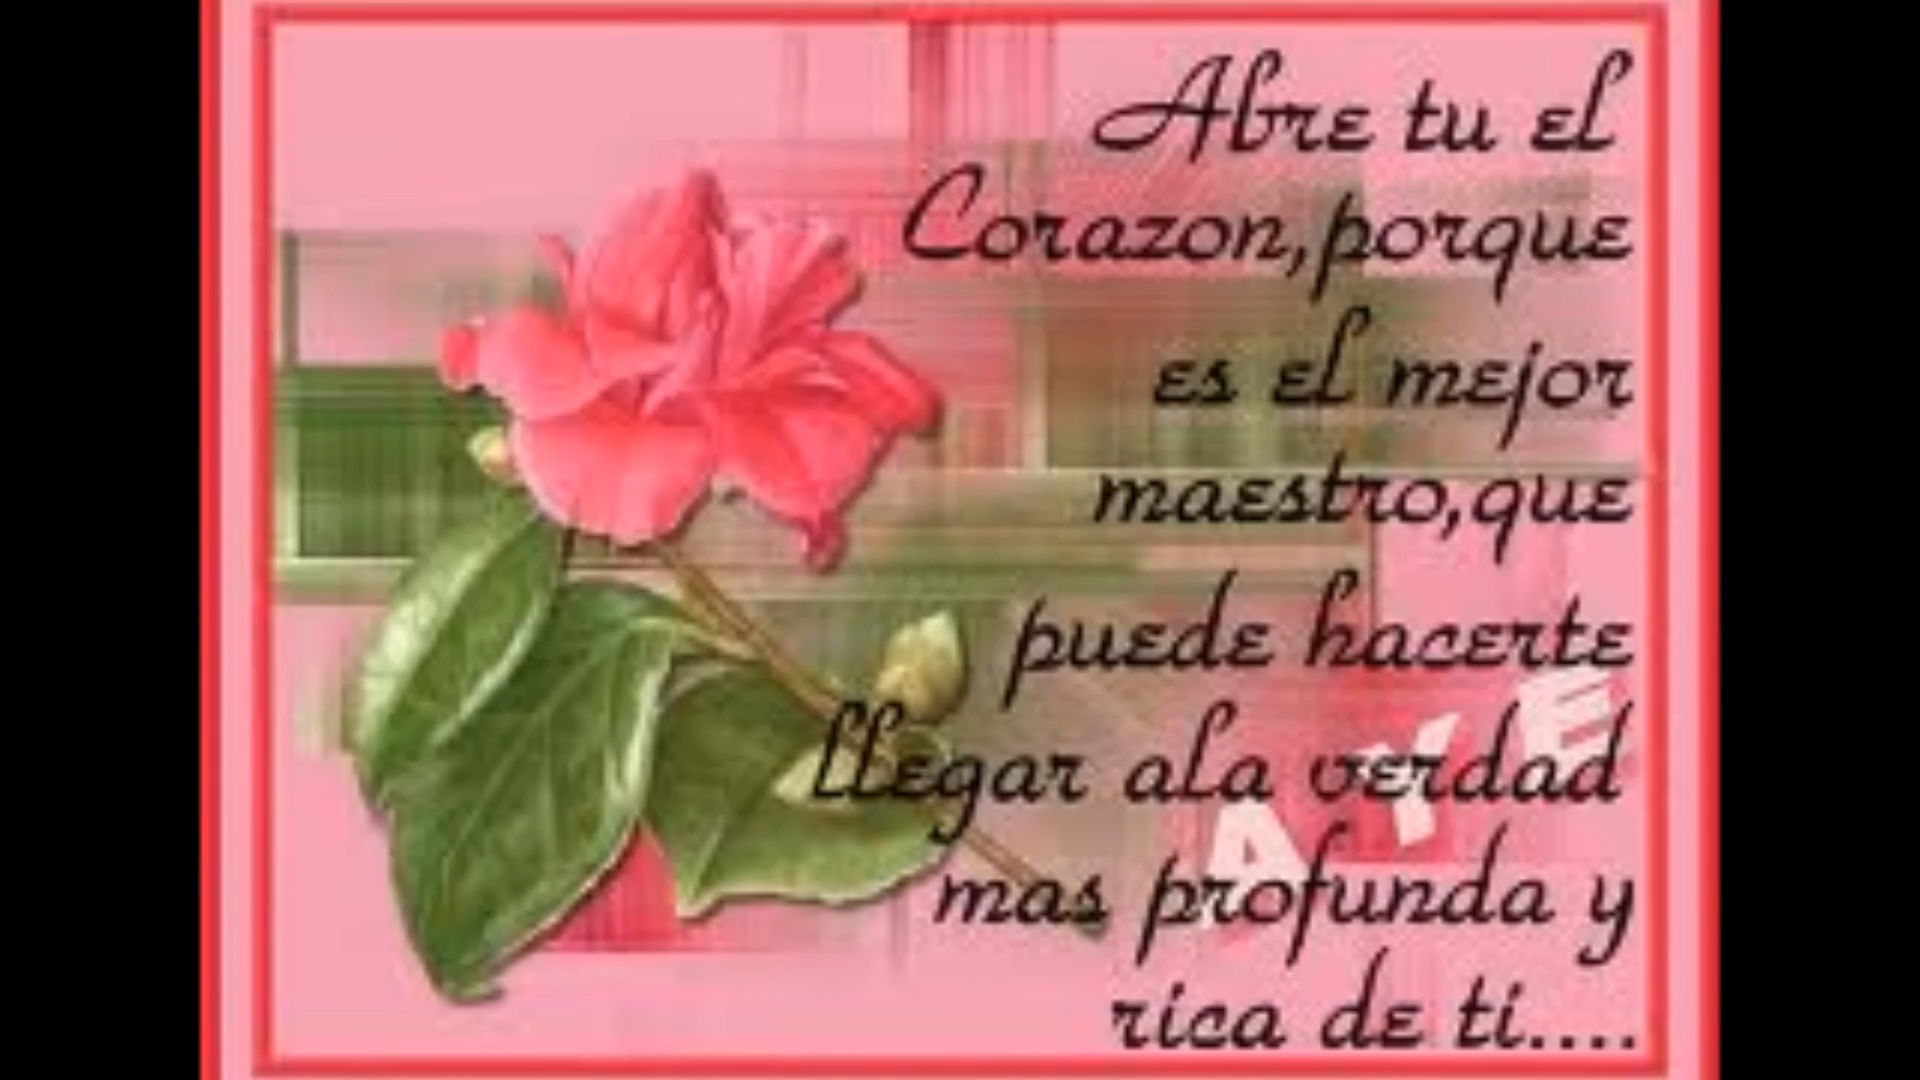 Abre tu el
Corazon,porque
es el mejor
maestro,que
puede hacerte
llegar ala verdad
mas profunda y
rica de ti....
AYE